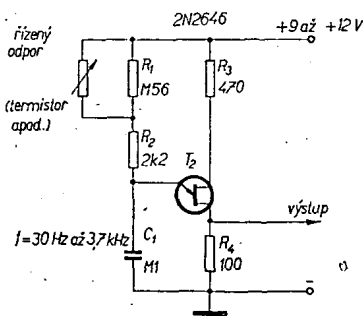 2N2646
+9 až +12 V
řízený
odpor
(termistor
apod.)
R1
M56
R3
470
R2
2k2
T2
výstup
f=30 Hz až 3,7 kHz
C1
M1
R4
100
c)